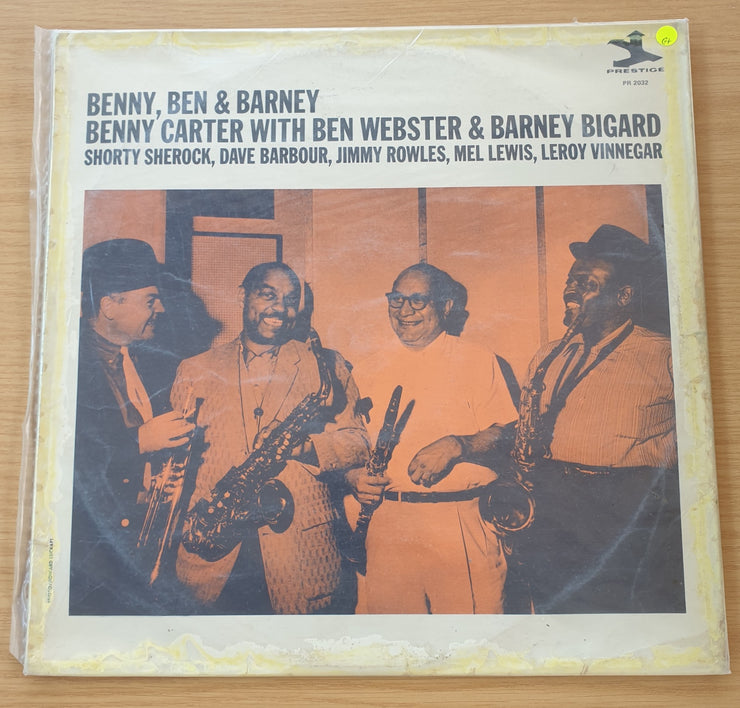 G+
PRESTIGE
PR 2032
BENNY, BEN & BARNEY
BENNY CARTER WITH BEN WEBSTER & BARNEY BIGARD
SHORTY SHEROCK, DAVE BARBOUR, JIMMY ROWLES, MEL LEWIS, LEROY VINNEGAR